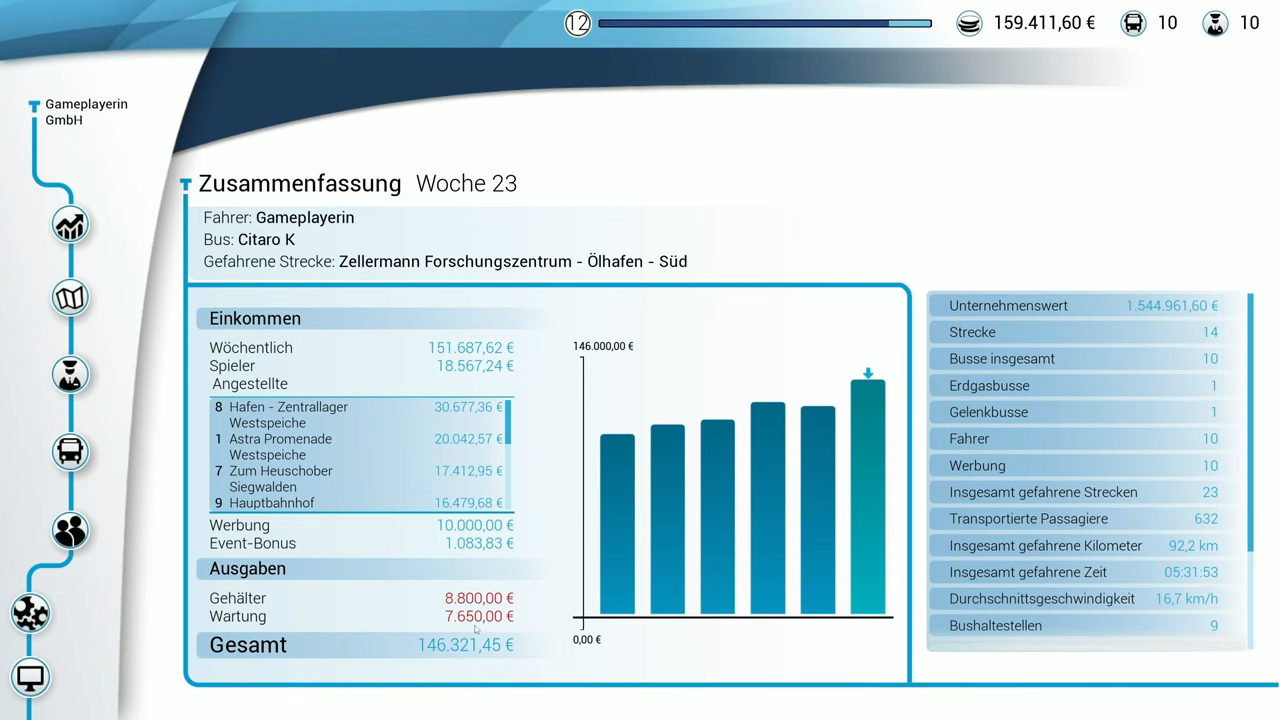 12
159.411,60 €
10
10
Gameplayerin
GmbH
Zusammenfassung Woche 23
Fahrer: Gameplayerin
Bus: Citaro K
Gefahrene Strecke: Zellermann Forschungszentrum - Ölhafen - Süd
Einkommen
Wöchentlich 151.687,62 €
Spieler 18.567,24 €
Angestellte
8 Hafen - Zentrallager 30.677,36 €
Westspeiche
1 Astra Promenade 20.042,57 €
Westspeiche
7 Zum Heuschober 17.412,95 €
Siegwalden
9 Hauptbahnhof 16.479,68 €
Werbung 10.000,00 €
Event-Bonus 1.083,83 €
Ausgaben
Gehälter 8.800,00 €
Wartung 7.650,00 €
Gesamt 146.321,45 €
146.000,00 €
0,00 €
Unternehmenswert 1.544.961,60 €
Strecke 14
Busse insgesamt 10
Erdgasbusse 1
Gelenkbusse 1
Fahrer 10
Werbung 10
Insgesamt gefahrene Strecken 23
Transportierte Passagiere 632
Insgesamt gefahrene Kilometer 92,2 km
Insgesamt gefahrene Zeit 05:31:53
Durchschnittsgeschwindigkeit 16,7 km/h
Bushaltestellen 9